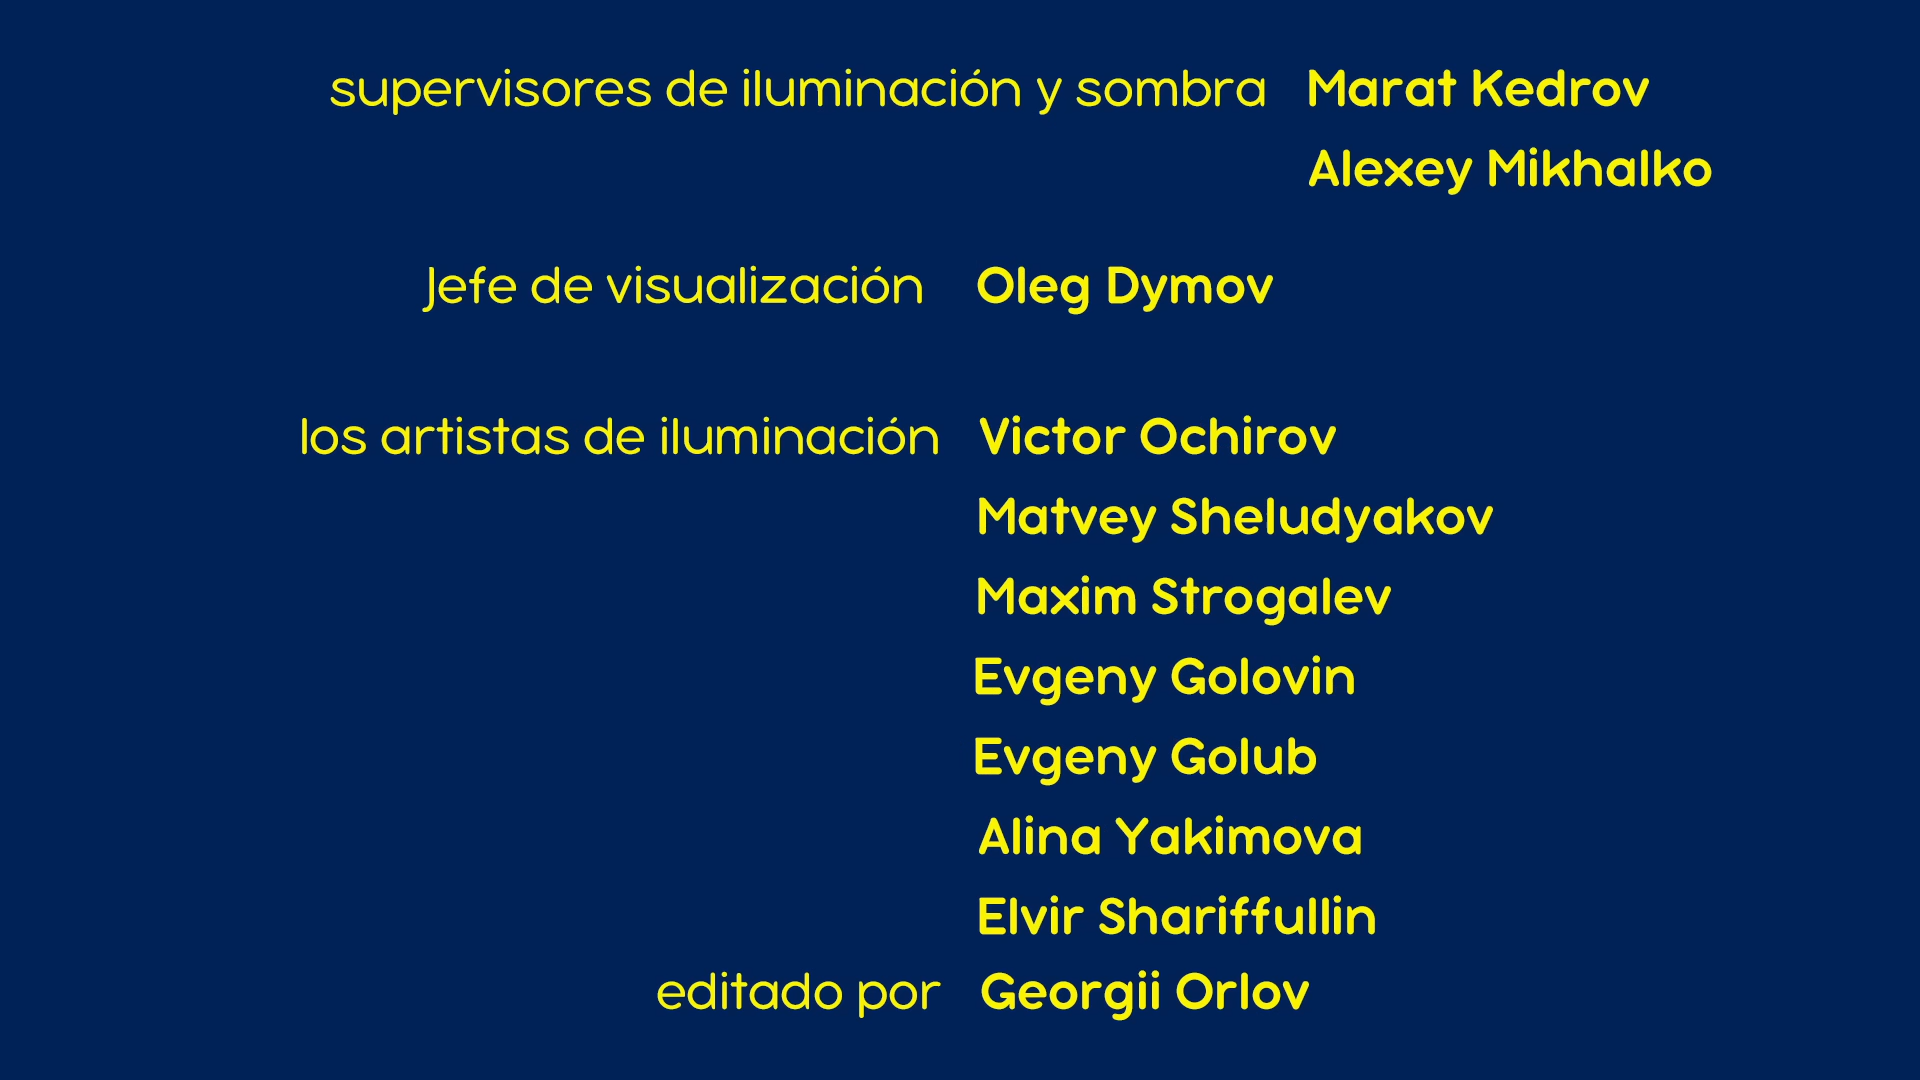 supervisores de iluminación y sombra Marat Kedrov
Alexey Mikhalko
Jefe de visualización Oleg Dymov
los artistas de iluminación Victor Ochirov
Matvey Sheludyakov
Maxim Strogalev
Evgeny Golovin
Evgeny Golub
Alina Yakimova
Elvir Shariffullin
editado por Georgii Orlov